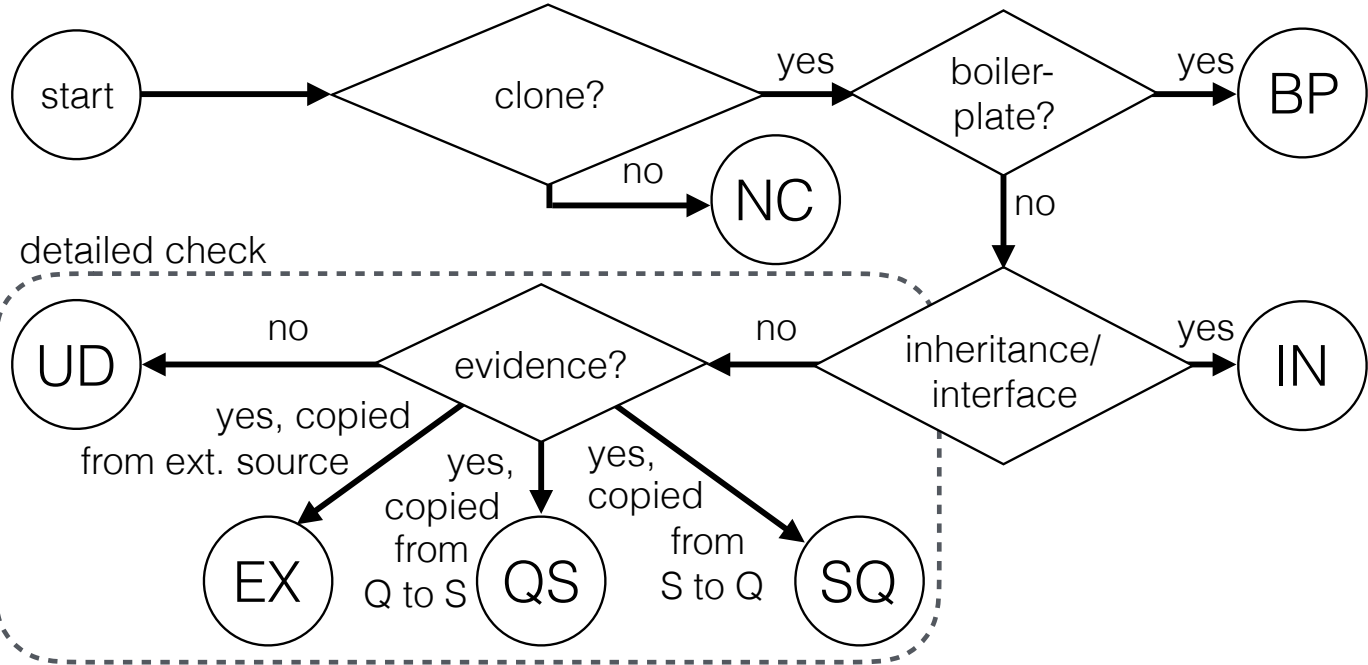 start
clone?
yes
boiler-
plate?
yes
BP
no
NC
no
detailed check
UD
no
evidence?
no
inheritance/
interface
yes
IN
yes, copied
from ext. source
yes,
copied
from
Q to S
yes,
copied
from
S to Q
EX
QS
SQ